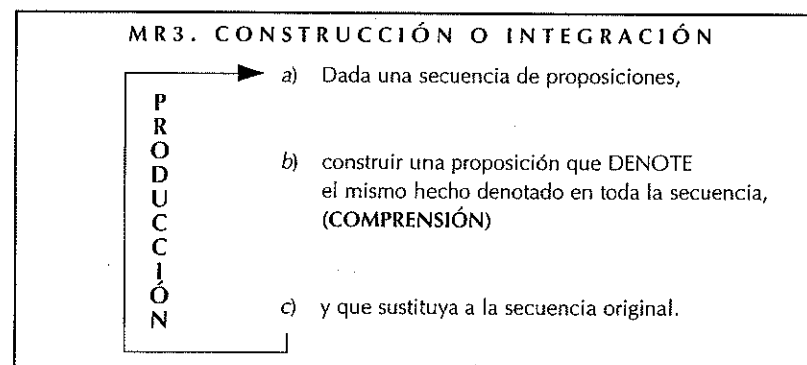 MR3. CONSTRUCCIÓN O INTEGRACIÓN
a) Dada una secuencia de proposiciones,
PRODUCCIÓN
b) construir una proposición que DENOTE
el mismo hecho denotado en toda la secuencia,
(COMPRENSIÓN)
c) y que sustituya a la secuencia original.